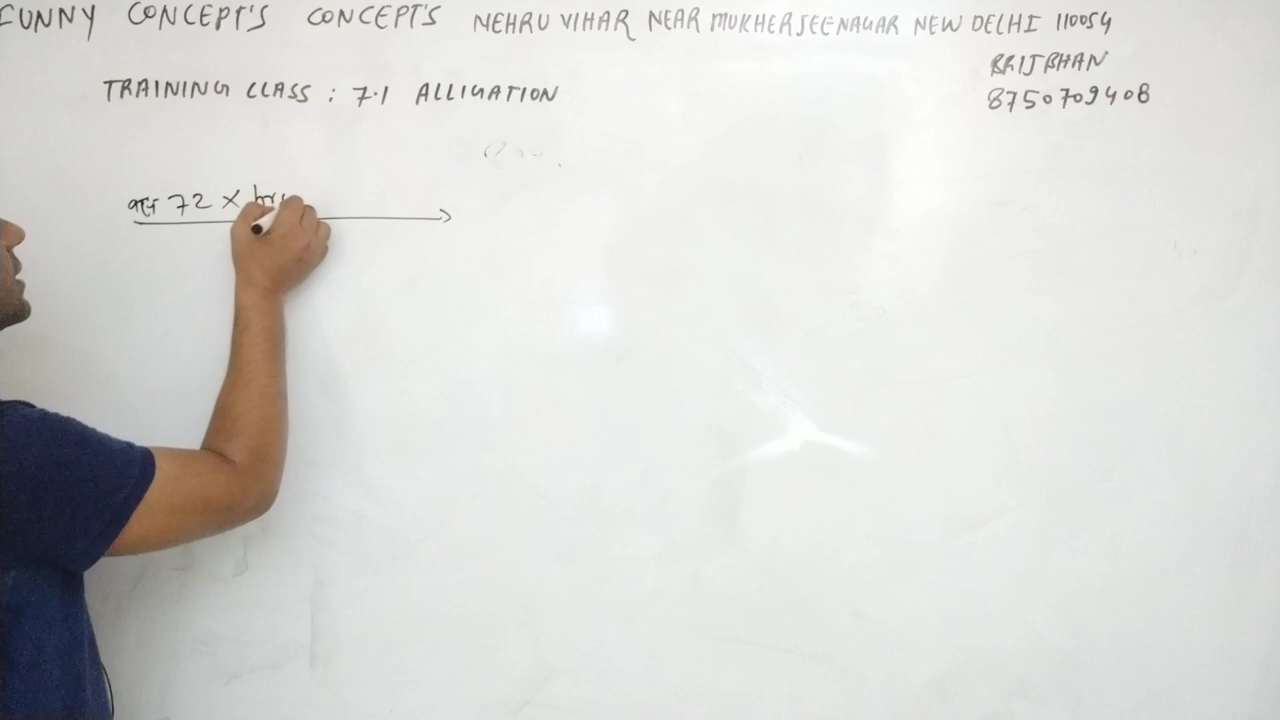 FUNNY CONCEPT'S CONCEPT'S NEHRU VIHAR NEAR MUKHERJEENAGAR NEW DELHI 110054
BRIJBHAN
TRAINING CLASS : 7.1 ALLIGATION
8750709408
72 ×